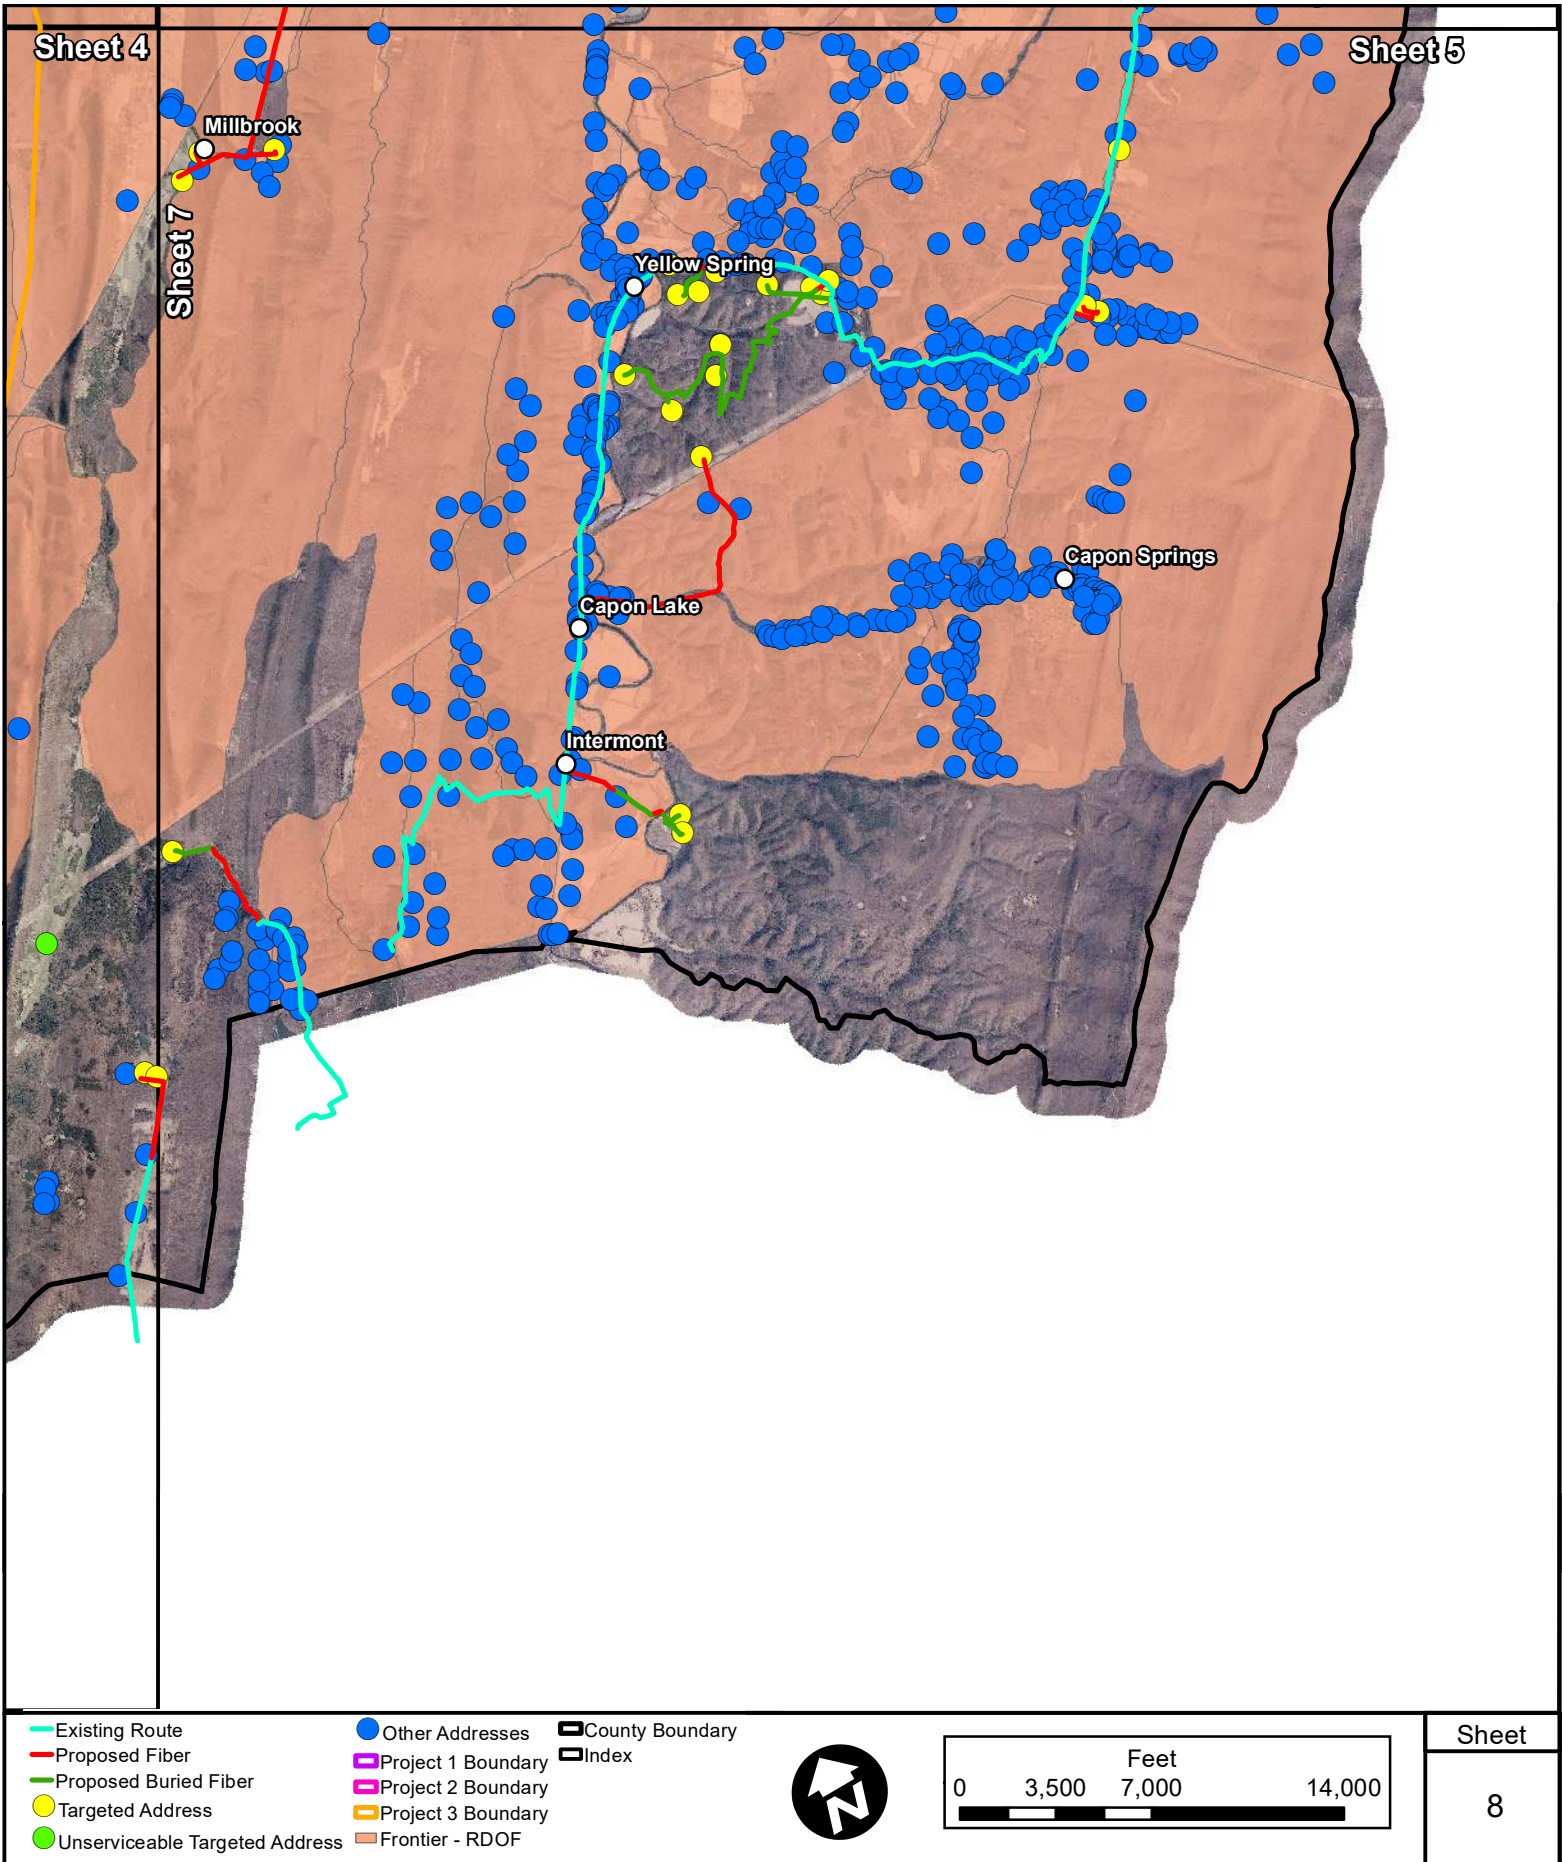 Sheet 4
Sheet 5
Millbrook
Sheet 7
Yellow Spring
Capon Springs
Capon Lake
Intermont
Existing Route
Proposed Fiber
Proposed Buried Fiber
Targeted Address
Unserviceable Targeted Address
Other Addresses
Project 1 Boundary
Project 2 Boundary
Project 3 Boundary
Frontier - RDOF
County Boundary
Index
N
Feet
0 3,500 7,000 14,000
Sheet
8